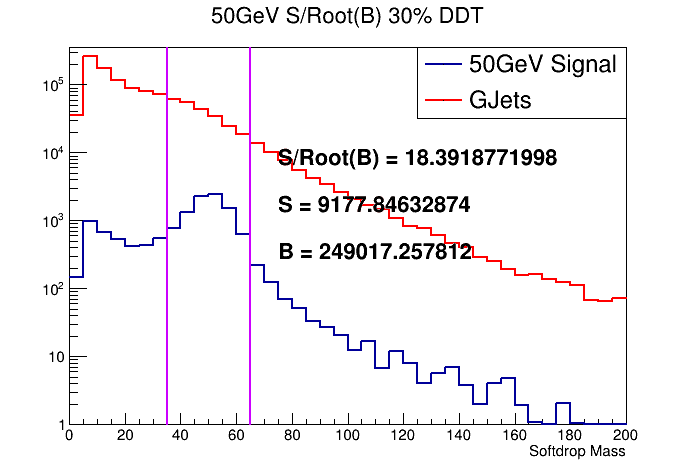 50GeV S/Root(B) 30% DDT
50GeV Signal
GJets
S/Root(B) = 18.3918771998
S = 9177.84632874
B = 249017.257812
10^5
10^4
10^3
10^2
10
1
0 20 40 60 80 100 120 140 160 180 200
Softdrop Mass